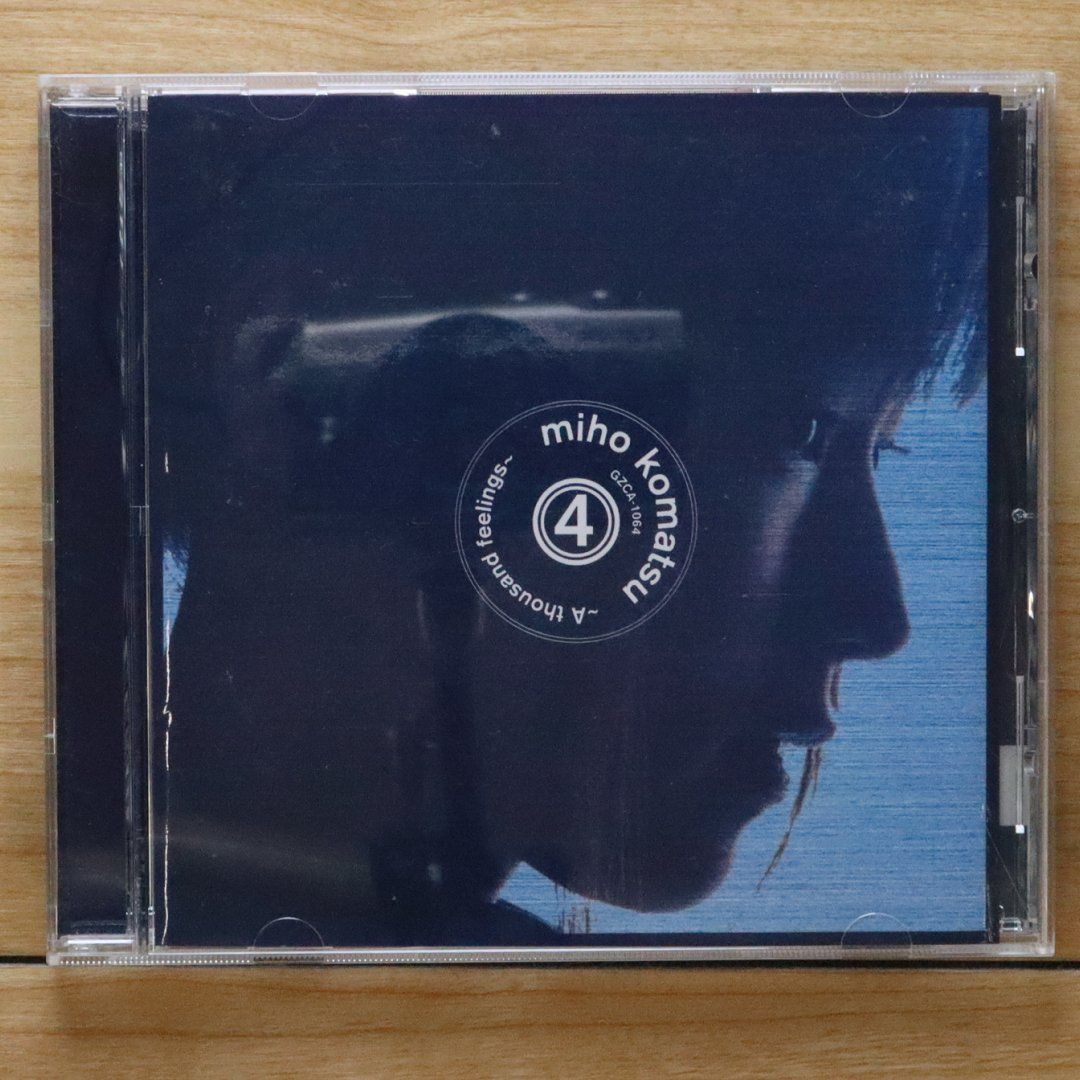 miho komatsu
GZCA-1064
4
~A thousand feelings~